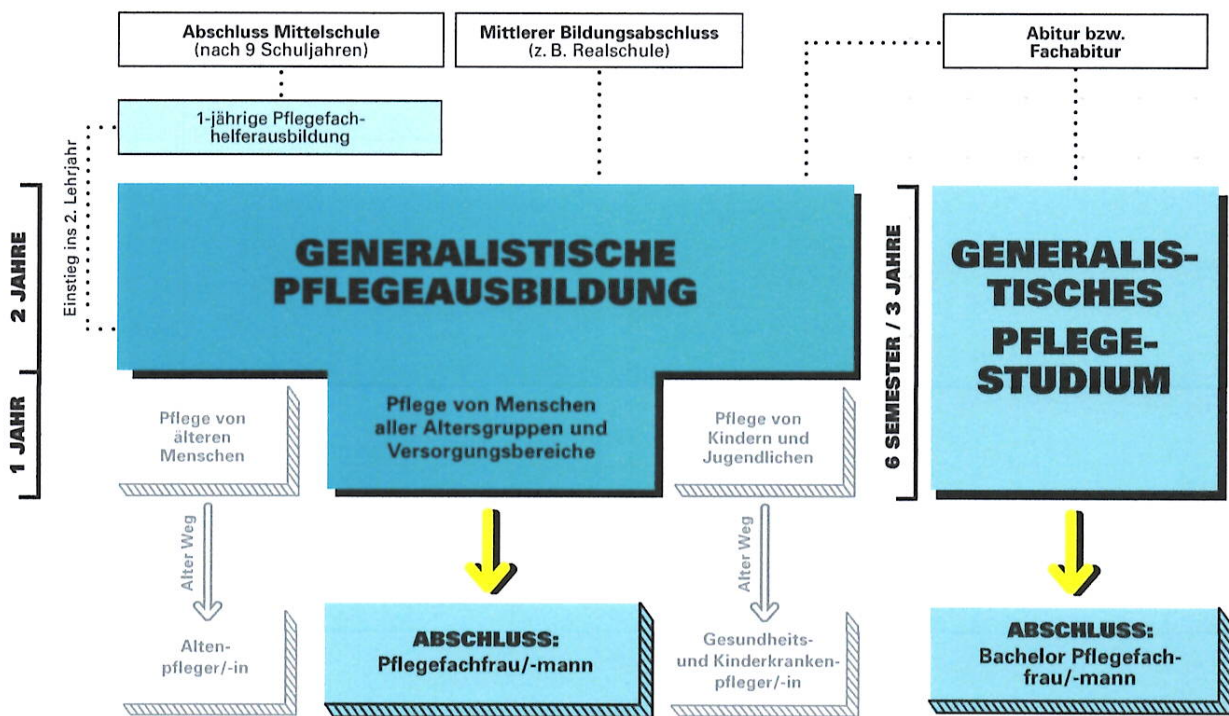 Abschluss Mittelschule
(nach 9 Schuljahren)
Mittlerer Bildungsabschluss
(z. B. Realschule)
Abitur bzw.
Fachabitur
1-jährige Pflegefach-
helferausbildung
Einstieg ins 2. Lehrjahr
2 JAHRE
GENERALISTISCHE
PFLEGEAUSBILDUNG
6 SEMESTER / 3 JAHRE
GENERALIS-
TISCHES
PFLEGE-
STUDIUM
1 JAHR
Pflege von
älteren
Menschen
Pflege von Menschen
aller Altersgruppen und
Versorgungsbereiche
Pflege von
Kindern und
Jugendlichen
Alter Weg
Alter Weg
Alten-
pfleger/-in
ABSCHLUSS:
Pflegefachfrau/-mann
Gesundheits-
und Kinderkranken-
pfleger/-in
ABSCHLUSS:
Bachelor Pflegefach-
frau/-mann